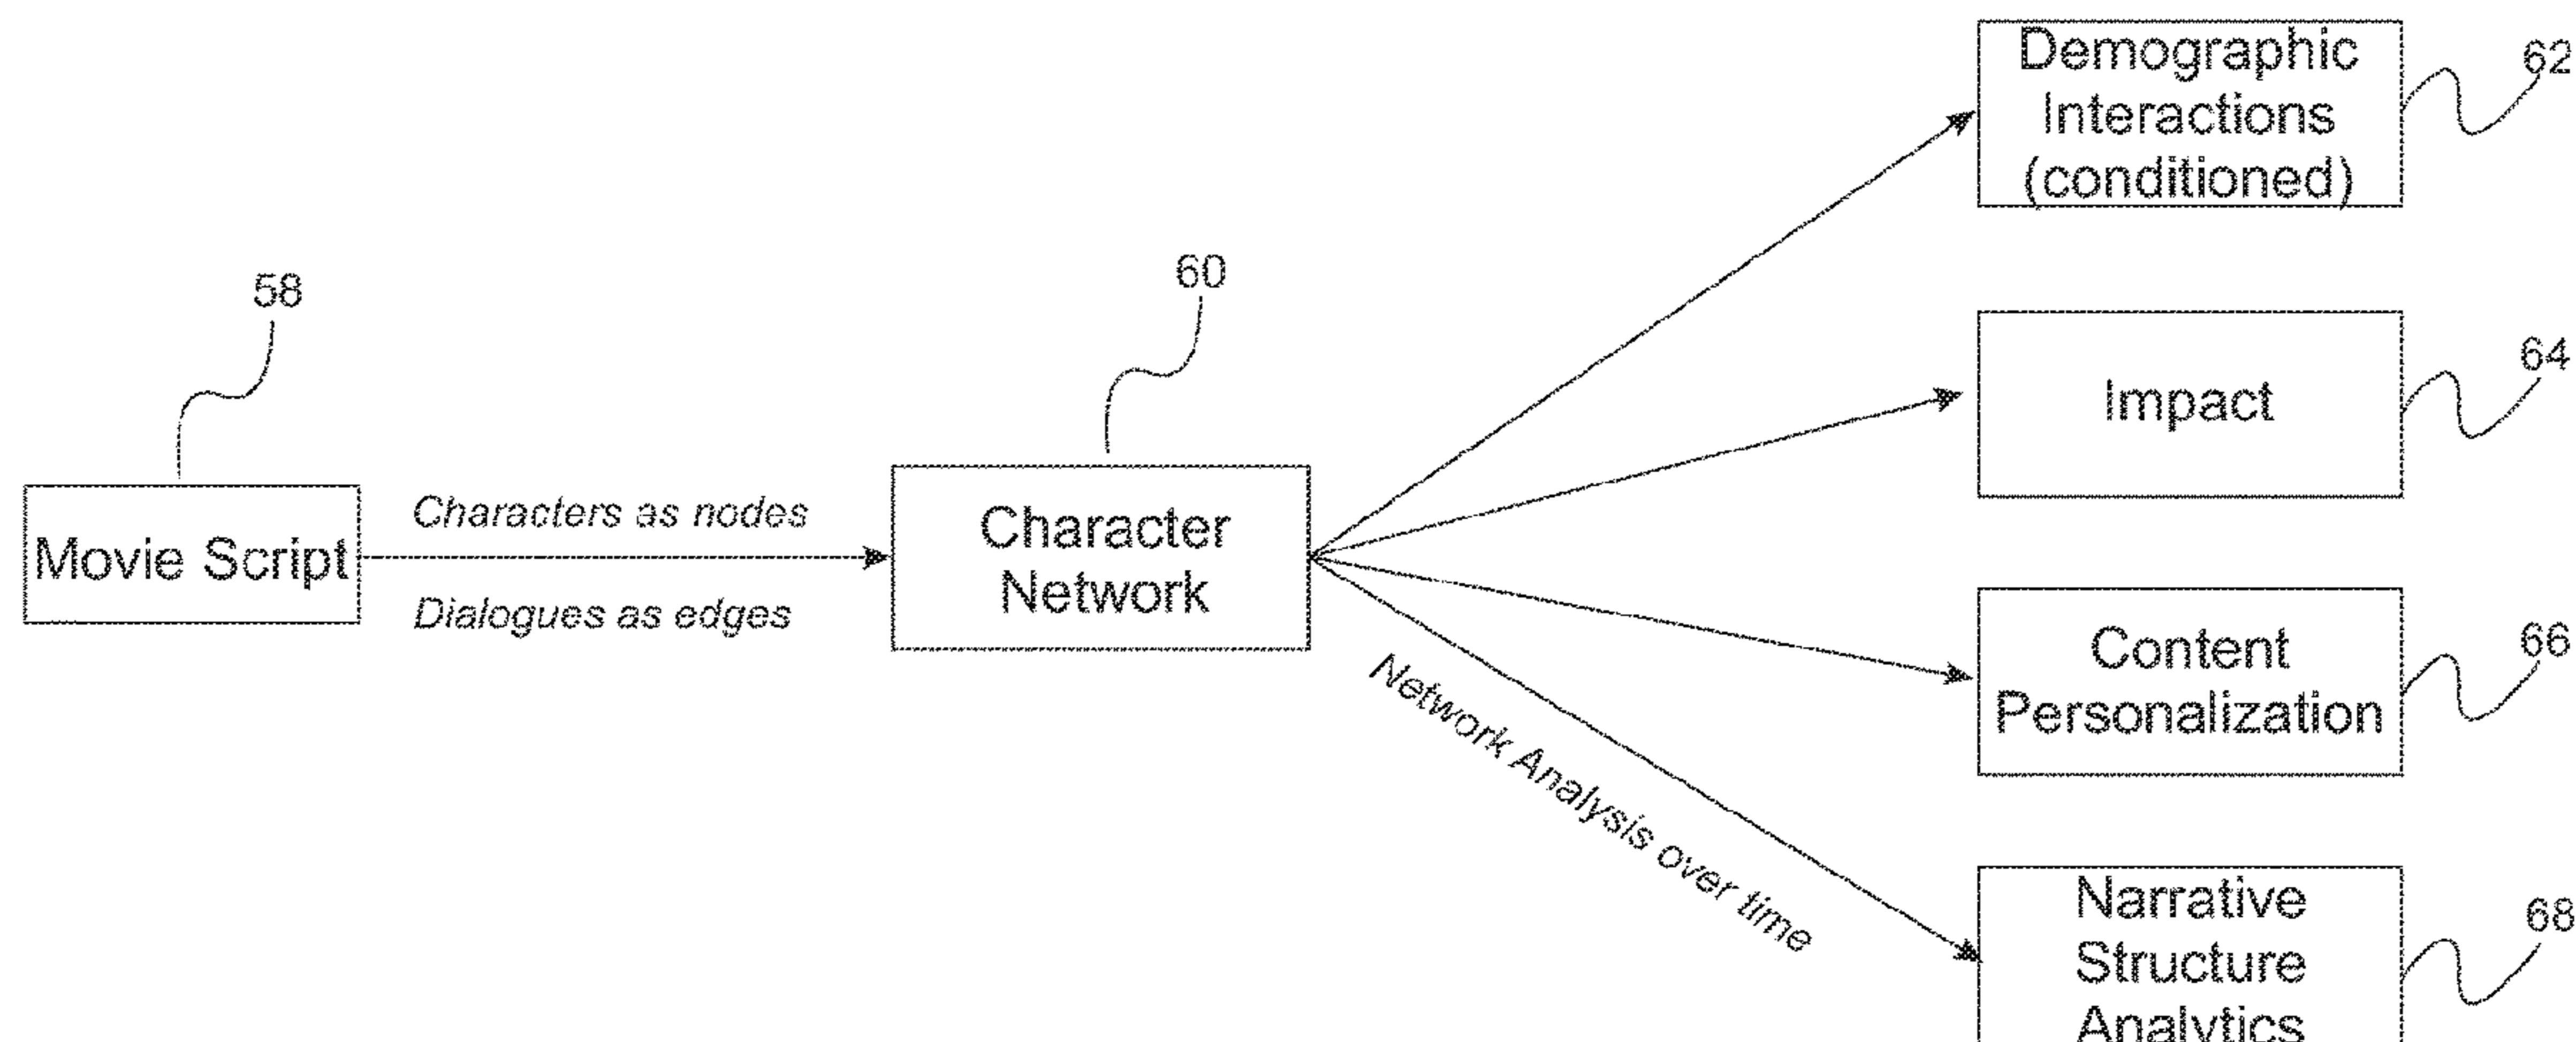 58
Movie Script
Characters as nodes
Dialogues as edges
60
Character
Network
Network Analysis over time
Demographic
Interactions
(conditioned)
62
Impact
64
Content
Personalization
66
Narrative
Structure
Analytics
68